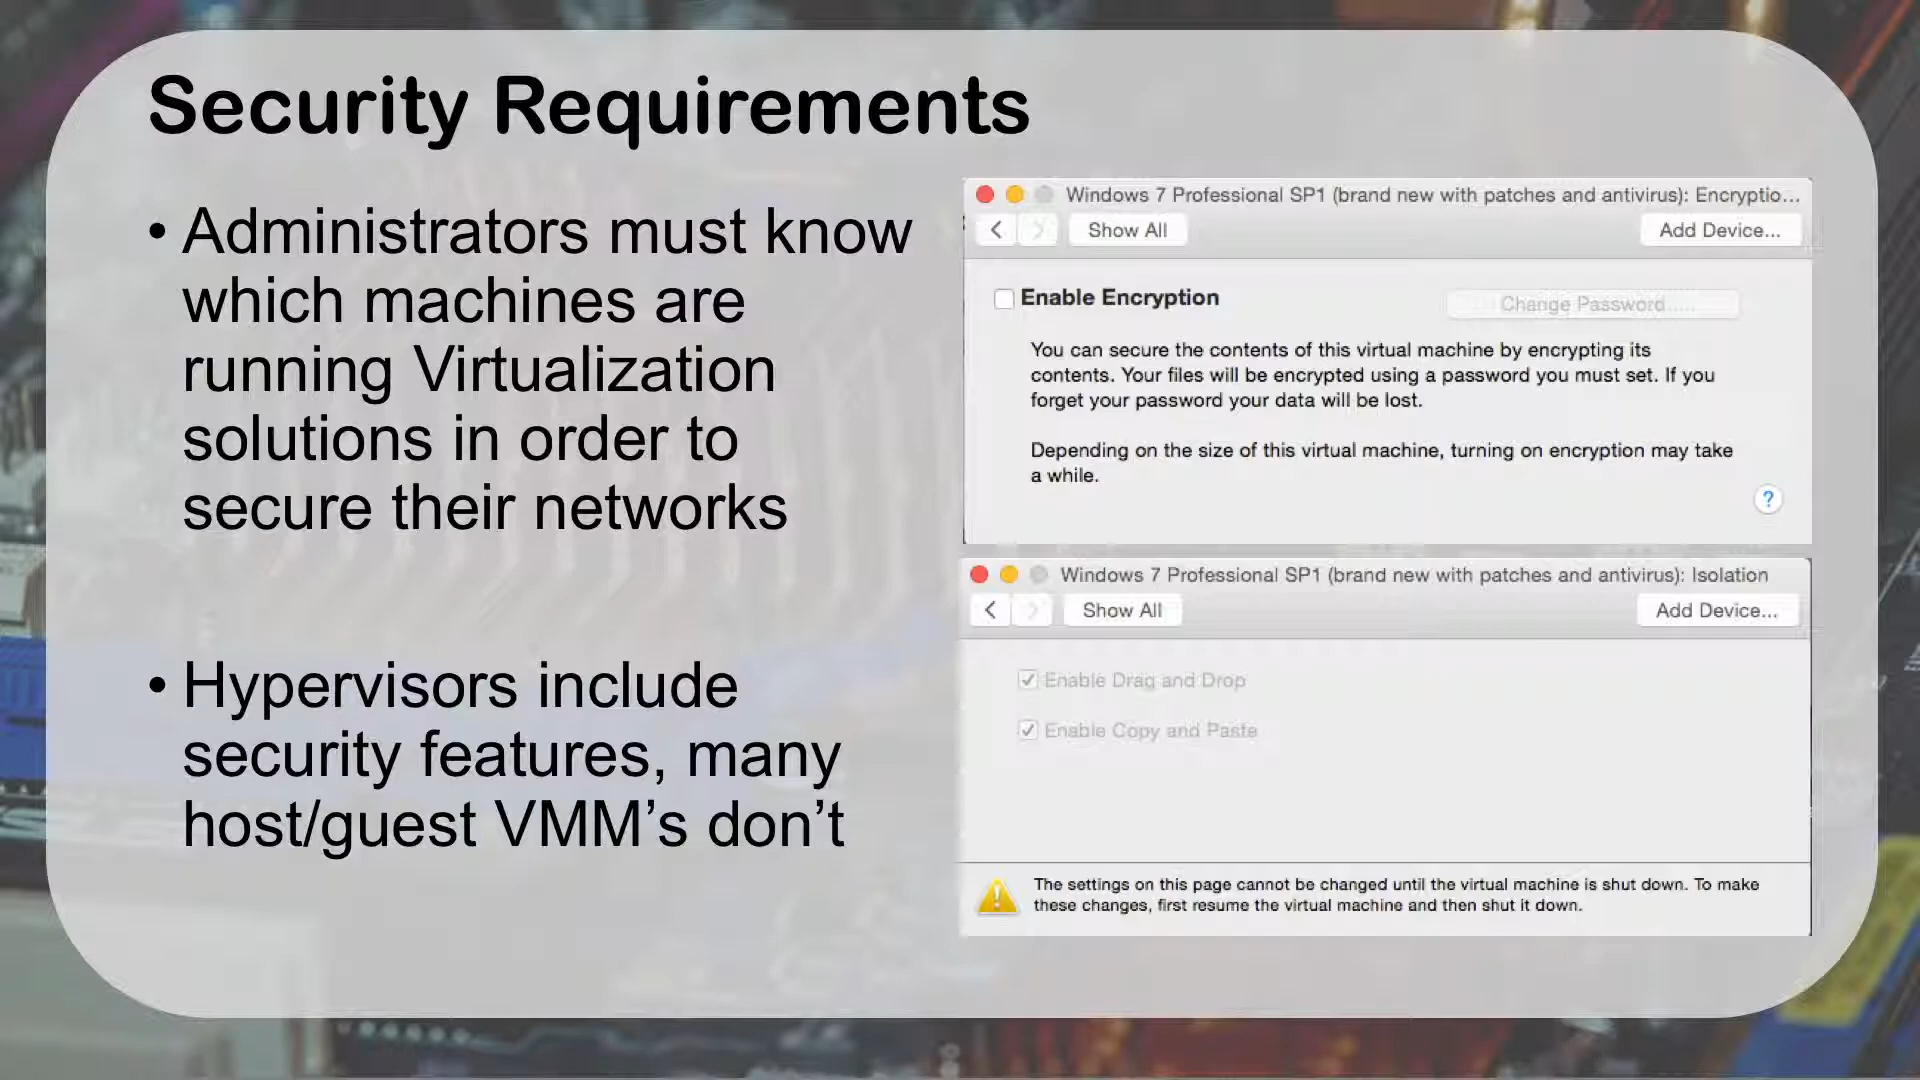 Security Requirements
• Administrators must know
which machines are
running Virtualization
solutions in order to
secure their networks
• Hypervisors include
security features, many
host/guest VMM’s don’t
Windows 7 Professional SP1 (brand new with patches and antivirus): Encryptio...
Show All
Add Device...
Enable Encryption
Change Password......
You can secure the contents of this virtual machine by encrypting its
contents. Your files will be encrypted using a password you must set. If you
forget your password your data will be lost.
Depending on the size of this virtual machine, turning on encryption may take
a while.
?
Windows 7 Professional SP1 (brand new with patches and antivirus): Isolation
Show All
Add Device...
Enable Drag and Drop
Enable Copy and Paste
The settings on this page cannot be changed until the virtual machine is shut down. To make
these changes, first resume the virtual machine and then shut it down.